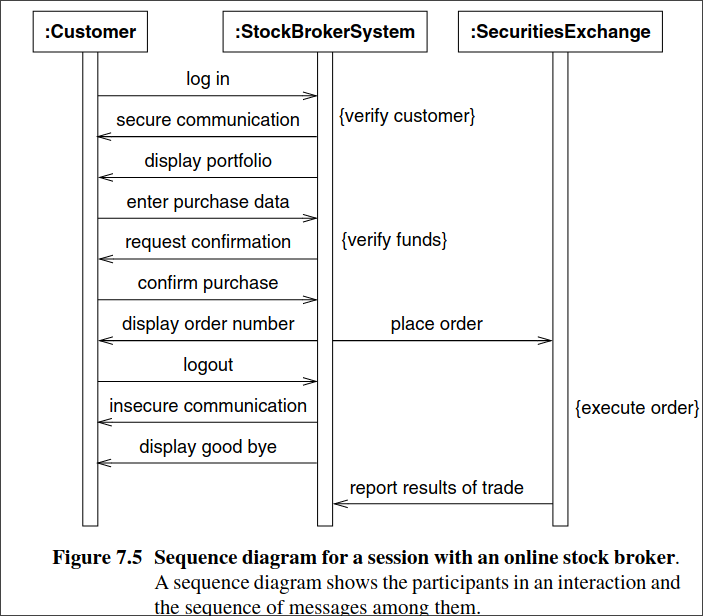 :Customer :StockBrokerSystem :SecuritiesExchange
log in
secure communication {verify customer}
display portfolio
enter purchase data
request confirmation {verify funds}
confirm purchase
display order number place order
logout
insecure communication {execute order}
display good bye
report results of trade
Figure 7.5 Sequence diagram for a session with an online stock broker.
A sequence diagram shows the participants in an interaction and
the sequence of messages among them.